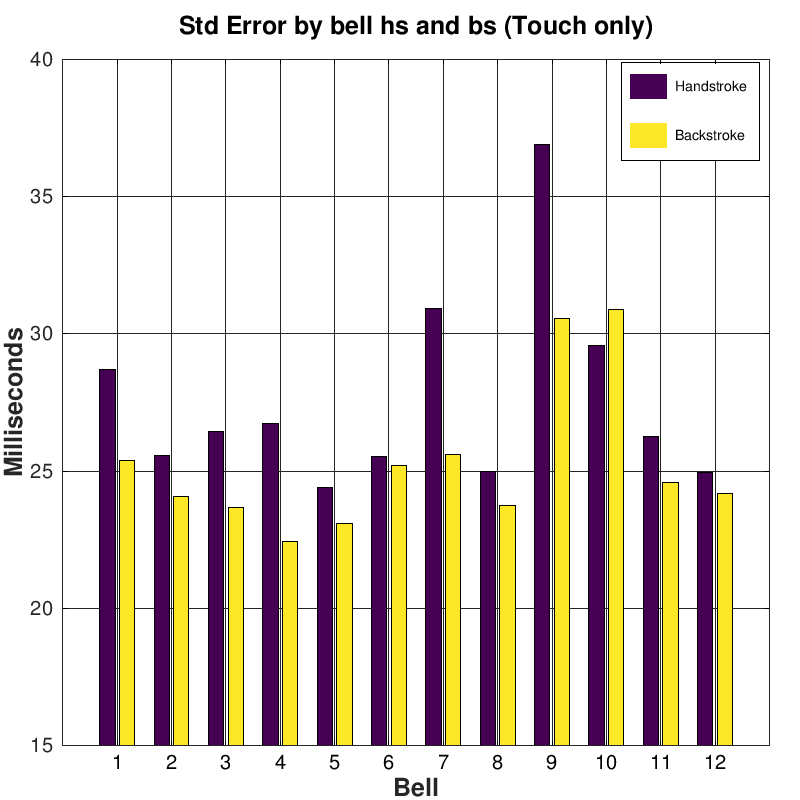 Std Error by bell hs and bs (Touch only)
Handstroke
Backstroke
40
35
30
25
20
15
Milliseconds
1 2 3 4 5 6 7 8 9 10 11 12
Bell